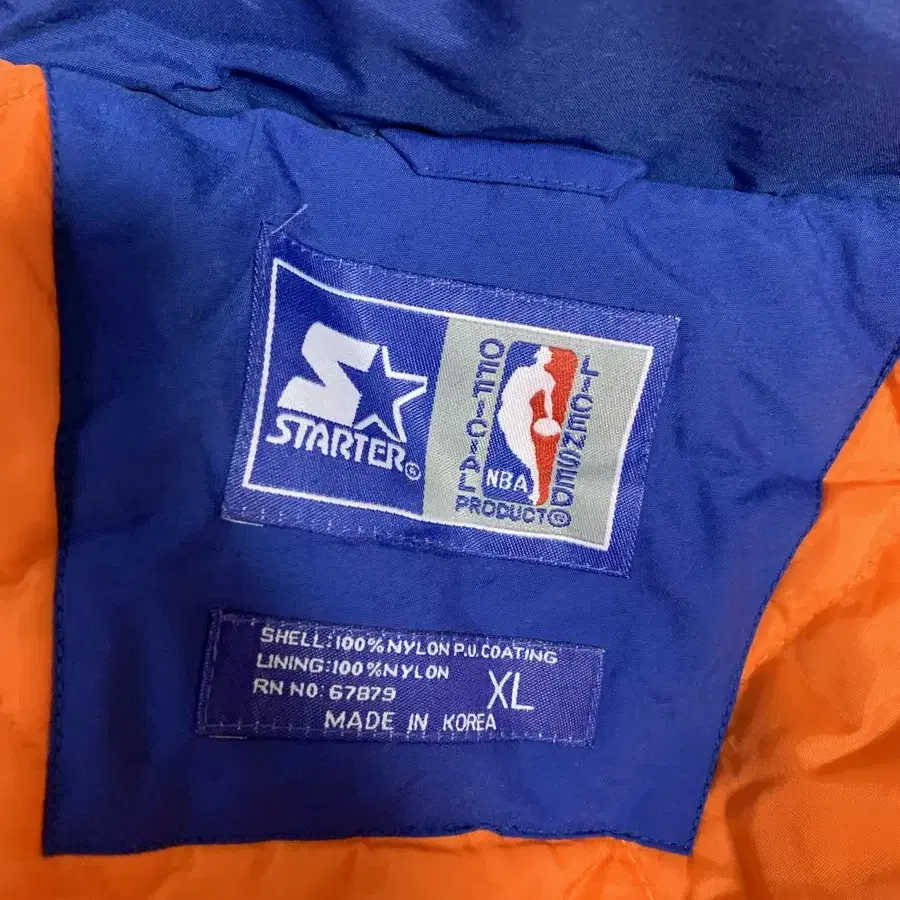 STARTER®
OFFICIAL
LICENSED
NBA
PRODUCT®
SHELL:100%NYLON P.U.COATING
LINING:100%NYLON
RN NO:67879
XL
MADE IN KOREA